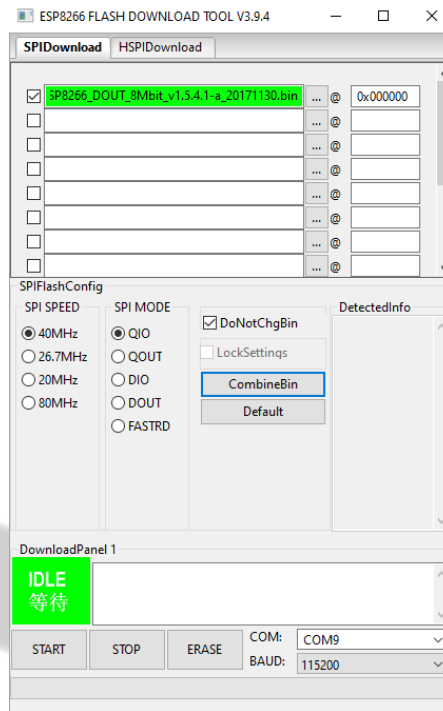 ESP8266 FLASH DOWNLOAD TOOL V3.9.4
SPIDownload HSPIDownload
SP8266_DOUT_8Mbit_v1.5.4.1-a_20171130.bin ... @ 0x000000
... @
... @
... @
... @
... @
... @
... @
SPIFlashConfig
SPI SPEED SPI MODE DetectedInfo
40MHz QIO DoNotChgBin
26.7MHz QOUT LockSettings
20MHz DIO CombineBin
80MHz DOUT Default
FASTRD
DownloadPanel 1
IDLE
等待
START STOP ERASE COM: COM9
BAUD: 115200